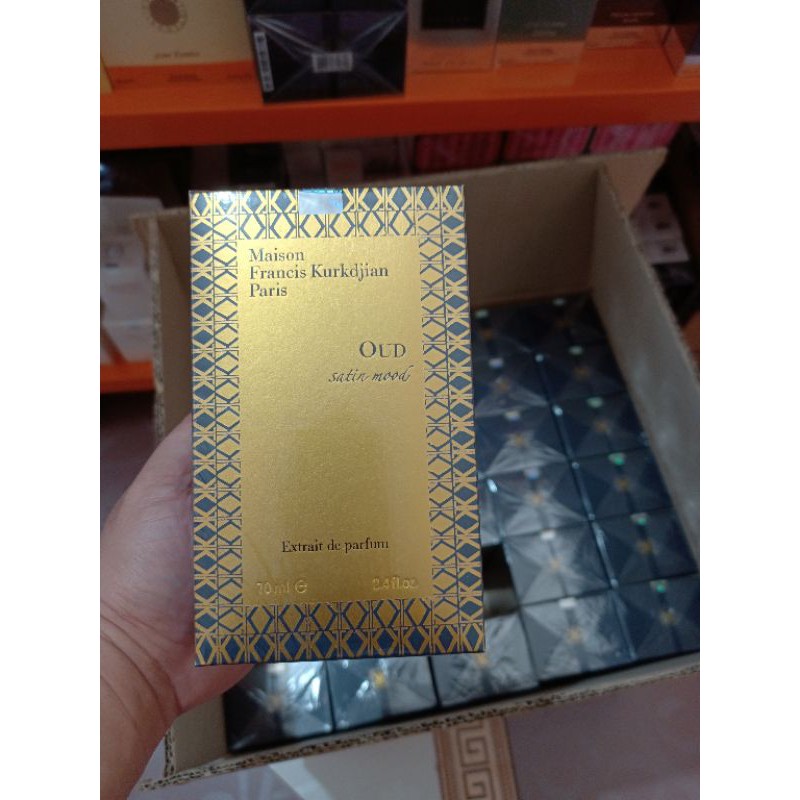 Maison
Francis Kurkdjian
Paris
OUD
satin mood
Extrait de parfum
70 ml ℮ 2.4 fl.oz.